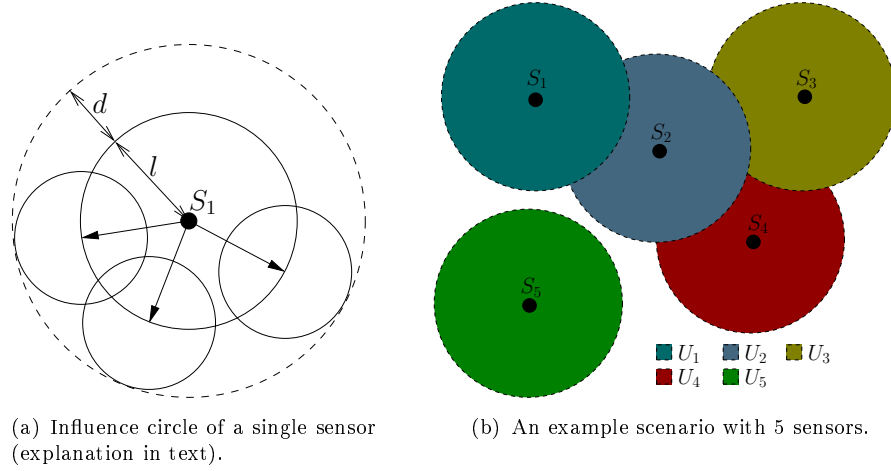 d
l
S1
S1
S2
S3
S4
S5
U1 U2 U3
U4 U5
(a) Influence circle of a single sensor
(explanation in text).
(b) An example scenario with 5 sensors.